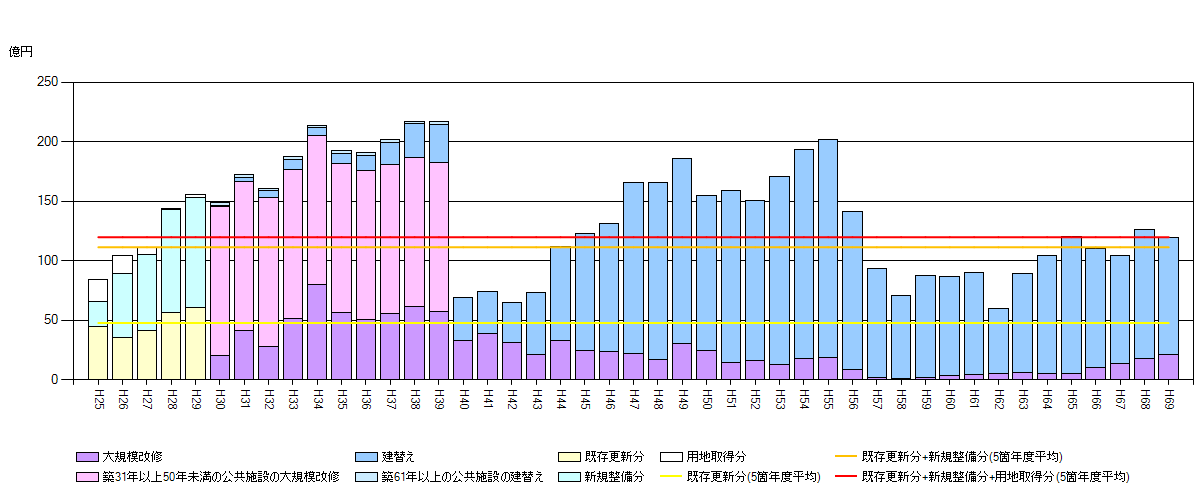 億円
250
200
150
100
50
0
H25 H26 H27 H28 H29 H30 H31 H32 H33 H34 H35 H36 H37 H38 H39 H40 H41 H42 H43 H44 H45 H46 H47 H48 H49 H50 H51 H52 H53 H54 H55 H56 H57 H58 H59 H60 H61 H62 H63 H64 H65 H66 H67 H68 H69
大規模改修 建替え 既存更新分 用地取得分 既存更新分+新規整備分(5箇年度平均)
築31年以上50年未満の公共施設の大規模改修 築61年以上の公共施設の建替え 新規整備分 既存更新分(5箇年度平均) 既存更新分+新規整備分+用地取得分(5箇年度平均)